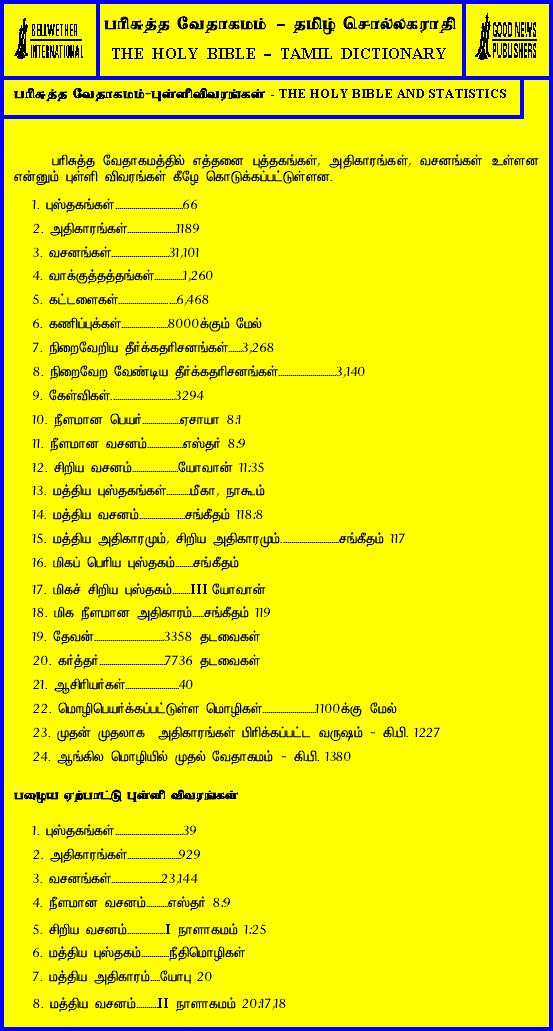 BELLWETHER
INTERNATIONAL
பரிசுத்த வேதாகமம் – தமிழ் சொல்லகராதி
THE HOLY BIBLE – TAMIL DICTIONARY
GOOD NEWS
PUBLISHERS
பரிசுத்த வேதாகமம்-புள்ளிவிவரங்கள் - THE HOLY BIBLE AND STATISTICS
பரிசுத்த வேதாகமத்தில் எத்தனை புத்தகங்கள், அதிகாரங்கள், வசனங்கள் உள்ளன
என்னும் புள்ளி விவரங்கள் கீழே கொடுக்கப்பட்டுள்ளன.
1. புஸ்தகங்கள்..............................66
2. அதிகாரங்கள்......................1189
3. வசனங்கள்..........................31,101
4. வாக்குத்தத்தங்கள்.............1,260
5. கட்டளைகள்..........................6,468
6. கணிப்புக்கள்.....................8000க்கும் மேல்
7. நிறைவேறிய தீர்க்கதரிசனங்கள்......3,268
8. நிறைவேற வேண்டிய தீர்க்கதரிசனங்கள்..........................3,140
9. கேள்விகள்.............................3294
10. நீளமான பெயர்.................ஏசாயா 8:1
11. நீளமான வசனம்................எஸ்தர் 8:9
12. சிறிய வசனம்.....................யோவான் 11:35
13. மத்திய புஸ்தகங்கள்..........மீகா, நாகூம்
14. மத்திய வசனம்.....................சங்கீதம் 118:8
15. மத்திய அதிகாரமும், சிறிய அதிகாரமும்..........................சங்கீதம் 117
16. மிகப் பெரிய புஸ்தகம்........சங்கீதம்
17. மிகச் சிறிய புஸ்தகம்........III யோவான்
18. மிக நீளமான அதிகாரம்.....சங்கீதம் 119
19. தேவன்...............................3358 தடவைகள்
20. கர்த்தர்.............................7736 தடவைகள்
21. ஆசிரியர்கள்........................40
22. மொழிபெயர்க்கப்பட்டுள்ள மொழிகள்........................1100க்கு மேல்
23. முதன் முதலாக அதிகாரங்கள் பிரிக்கப்பட்ட வருஷம் - கி.பி. 1227
24. ஆங்கில மொழியில் முதல் வேதாகமம் - கி.பி. 1380
பழைய ஏற்பாட்டு புள்ளி விவரங்கள்
1. புஸ்தகங்கள்..............................39
2. அதிகாரங்கள்.......................929
3. வசனங்கள்.......................23,144
4. நீளமான வசனம்..........எஸ்தர் 8:9
5. சிறிய வசனம்.................I நாளாகமம் 1:25
6. மத்திய புஸ்தகம்............நீதிமொழிகள்
7. மத்திய அதிகாரம்....யோபு 20
8. மத்திய வசனம்.........II நாளாகமம் 20:17,18